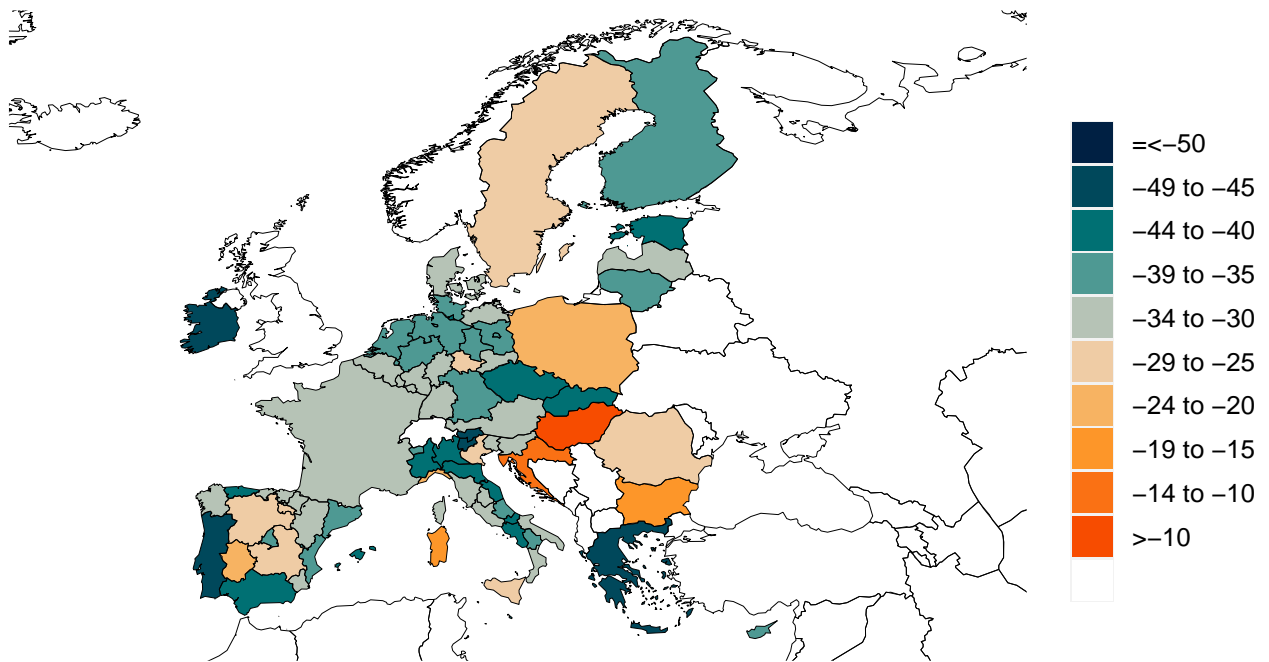 =<−50
−49 to −45
−44 to −40
−39 to −35
−34 to −30
−29 to −25
−24 to −20
−19 to −15
−14 to −10
>−10